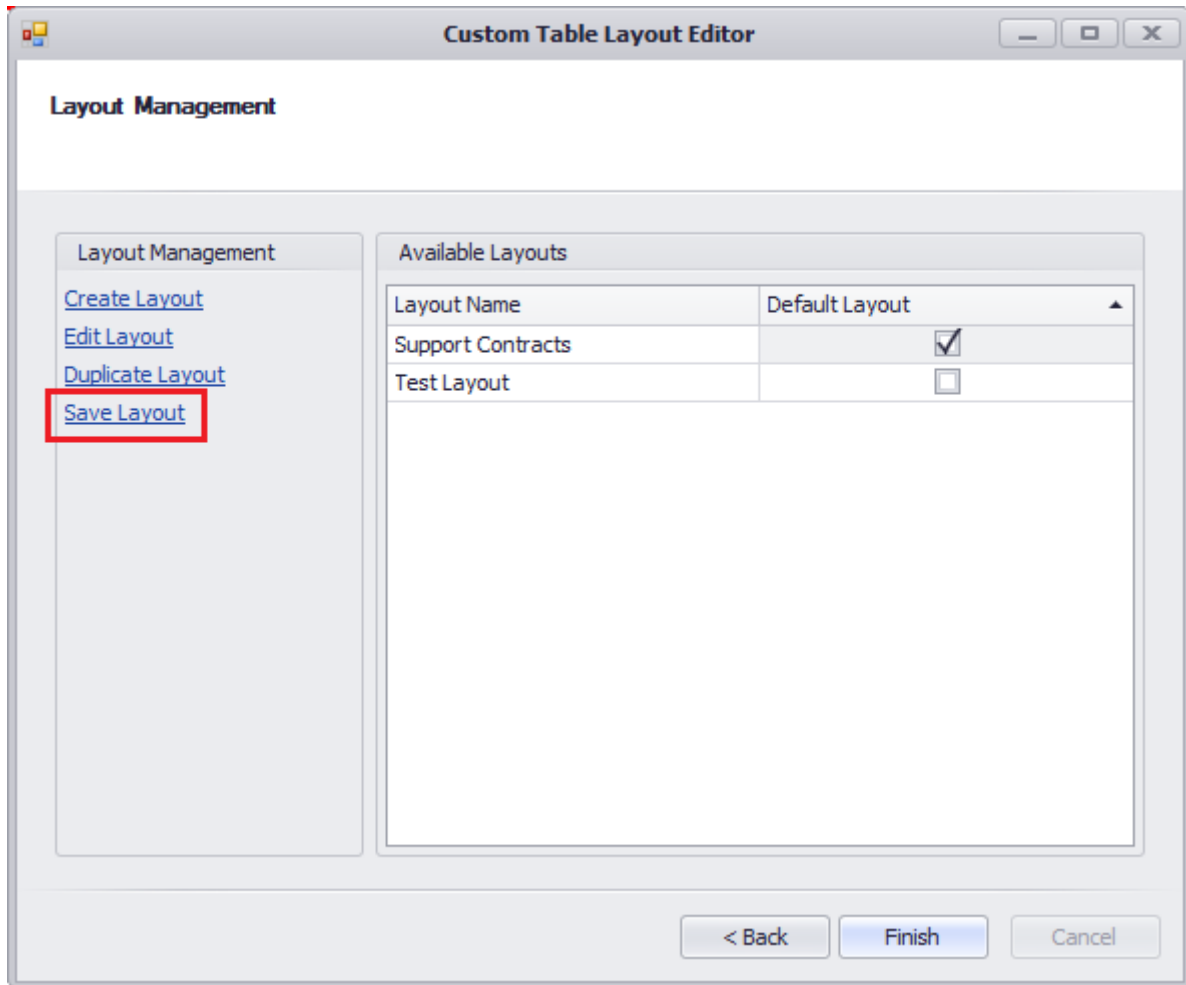 Custom Table Layout Editor
Layout Management
Layout Management
Create Layout
Edit Layout
Duplicate Layout
Save Layout
Available Layouts
Layout Name Default Layout
Support Contracts
Test Layout
< Back Finish Cancel